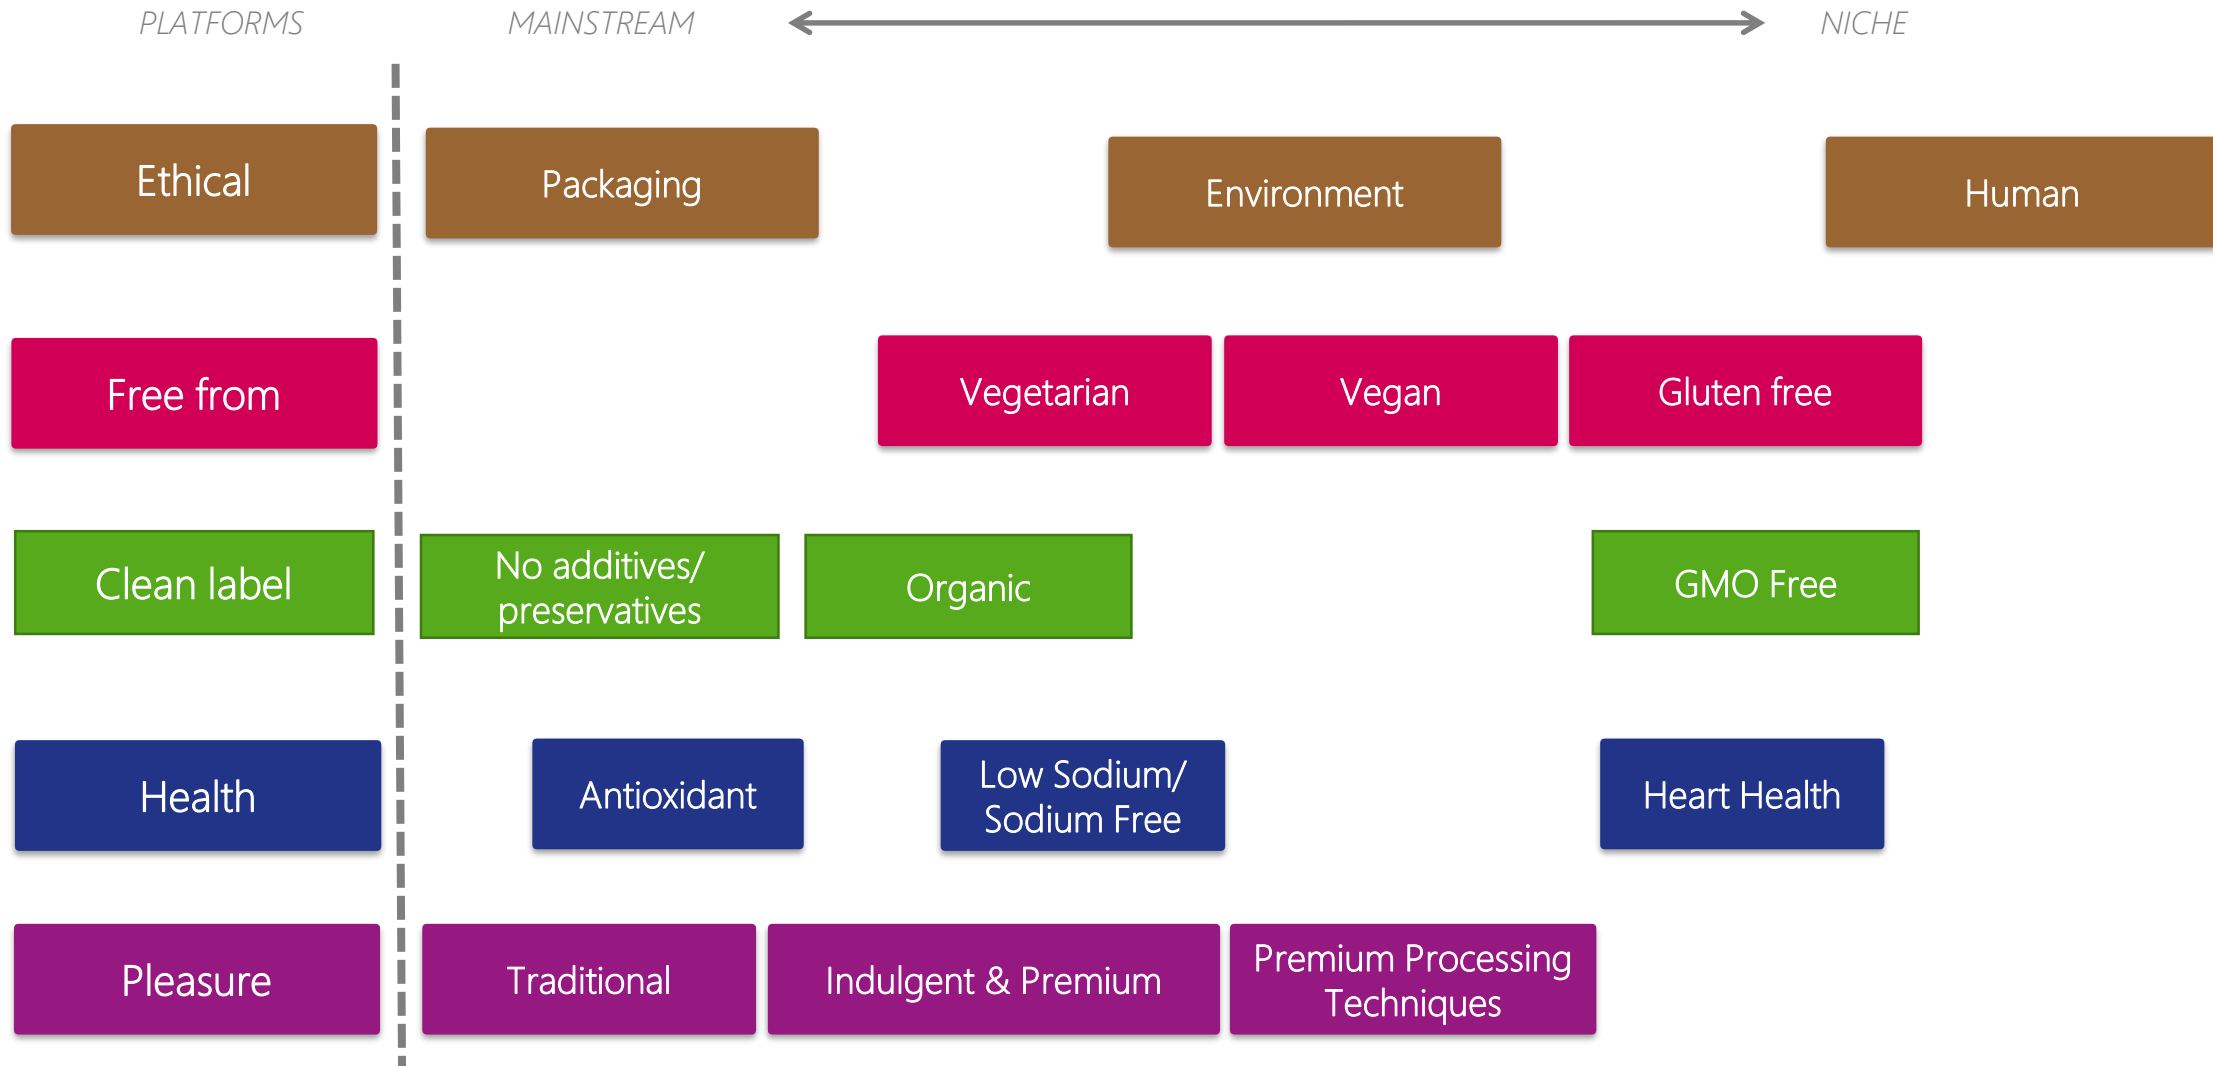 PLATFORMS MAINSTREAM NICHE
Ethical Packaging Environment Human
Free from Vegetarian Vegan Gluten free
Clean label
No additives/
preservatives
Organic
GMO Free
Health
Antioxidant
Low Sodium/
Sodium Free
Heart Health
Pleasure
Traditional
Indulgent & Premium
Premium Processing
Techniques